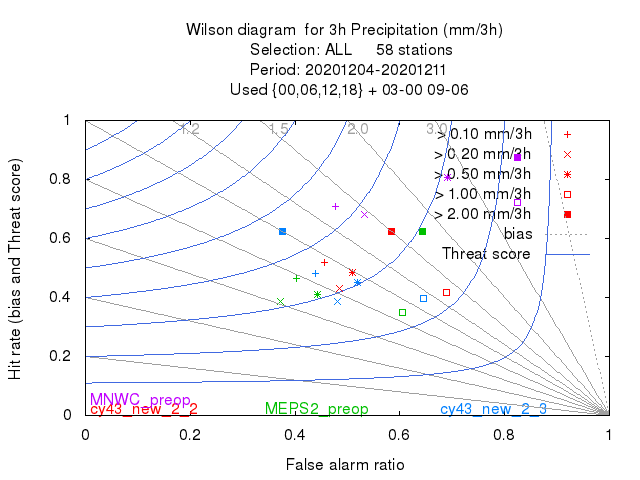 Wilson diagram for 3h Precipitation (mm/3h)
Selection: ALL 58 stations
Period: 20201204-20201211
Used {00,06,12,18} + 03-00 09-06
Hit rate (bias and Threat score)
1
0.8
0.6
0.4
0.2
0
1.2 1.5 2.0 3.0
> 0.10 mm/3h
> 0.20 mm/3h
> 0.50 mm/3h
> 1.00 mm/3h
> 2.00 mm/3h
bias
Threat score
MNWC_preop
cy43_new_2_2 MEPS2_preop cy43_new_2_3
0 0.2 0.4 0.6 0.8 1
False alarm ratio